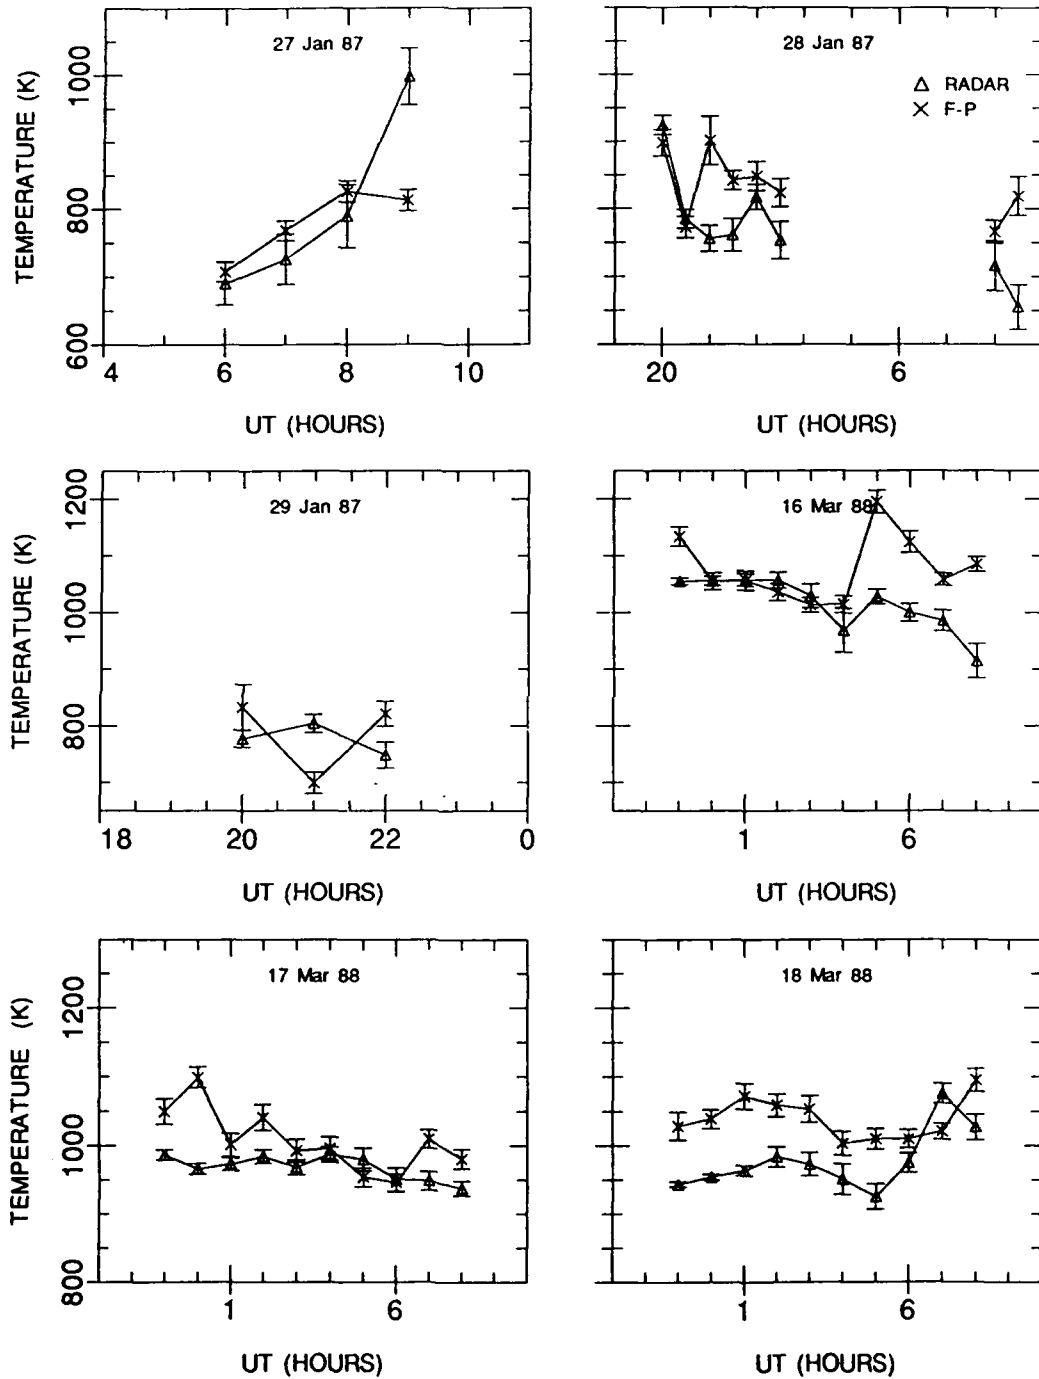 27 Jan 87
TEMPERATURE (K)
1000
800
600
4 6 8 10
UT (HOURS)
28 Jan 87
RADAR
F-P
20 6
UT (HOURS)
29 Jan 87
TEMPERATURE (K)
1200
1000
800
18 20 22 0
UT (HOURS)
16 Mar 88
1 6
UT (HOURS)
17 Mar 88
TEMPERATURE (K)
1200
1000
800
1 6
UT (HOURS)
18 Mar 88
1 6
UT (HOURS)